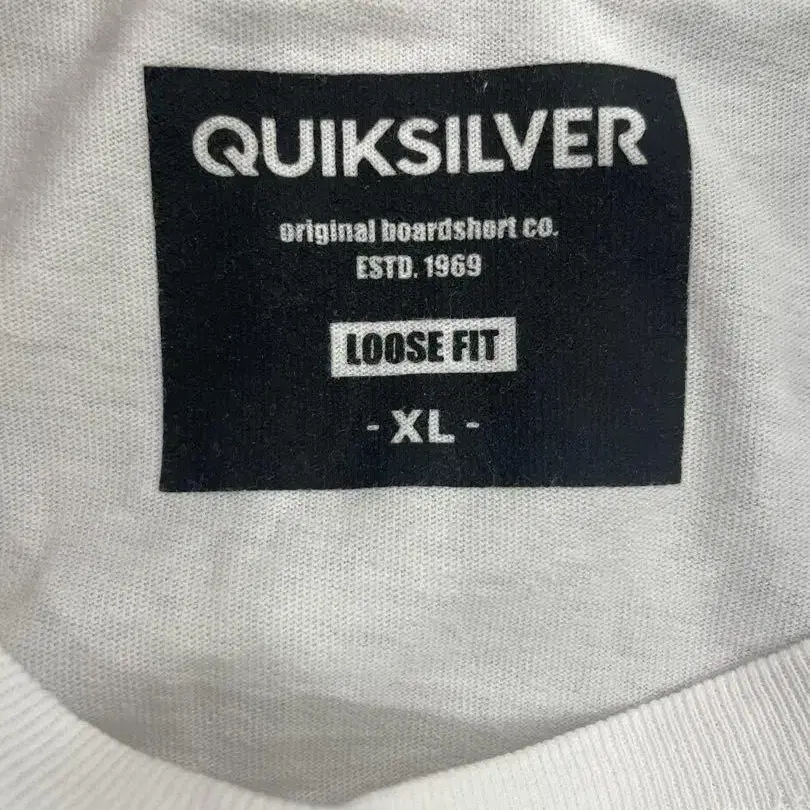 QUIKSILVER
original boardshort co.
ESTD. 1969
LOOSE FIT
- XL -